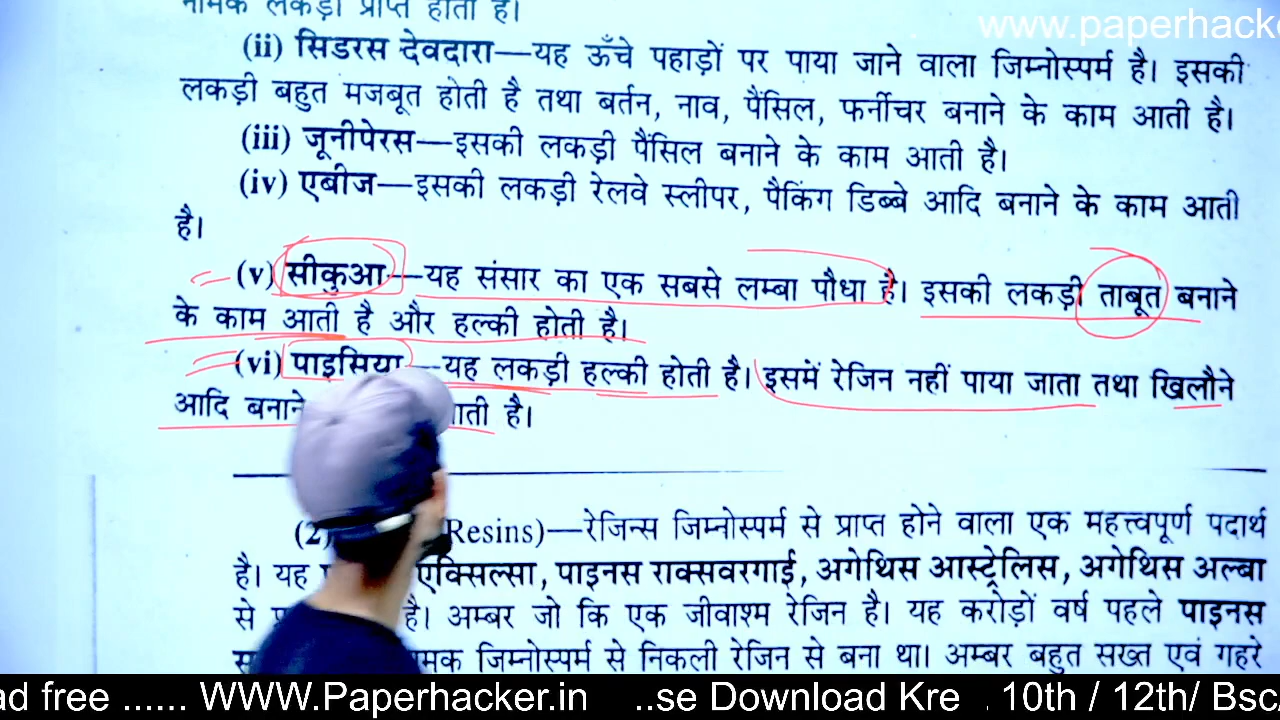 नामक लकड़ी प्राप्त होती है।
www.paperhacke
(ii) सिडरस देवदारा—यह ऊँचे पहाड़ों पर पाया जाने वाला जिम्नोस्पर्म है। इसकी
लकड़ी बहुत मजबूत होती है तथा बर्तन, नाव, पैंसिल, फर्नीचर बनाने के काम आती है।
(iii) जूनीपेरस—इसकी लकड़ी पैंसिल बनाने के काम आती है।
(iv) एबीज—इसकी लकड़ी रेलवे स्लीपर, पैकिंग डिब्बे आदि बनाने के काम आती
है।
(v) सीकुआ—यह संसार का एक सबसे लम्बा पौधा है। इसकी लकड़ी ताबूत बनाने
के काम आती है और हल्की होती है।
(vi) पाइसिया—यह लकड़ी हल्की होती है। इसमें रेजिन नहीं पाया जाता तथा खिलौने
आदि बनाने आती है।
(2) Resins)—रेजिन्स जिम्नोस्पर्म से प्राप्त होने वाला एक महत्त्वपूर्ण पदार्थ
है। यह एक्सिल्सा, पाइनस राक्सवरगाई, अगेथिस आस्ट्रेलिस, अगेथिस अल्बा
से है। अम्बर जो कि एक जीवाश्म रेजिन है। यह करोड़ों वर्ष पहले पाइनस
मक जिम्नोस्पर्म से निकली रेजिन से बना था। अम्बर बहुत सख्त एवं गहरे
ad free ...... WWW.Paperhacker.in ..se Download Kre . 10th / 12th/ Bsc/